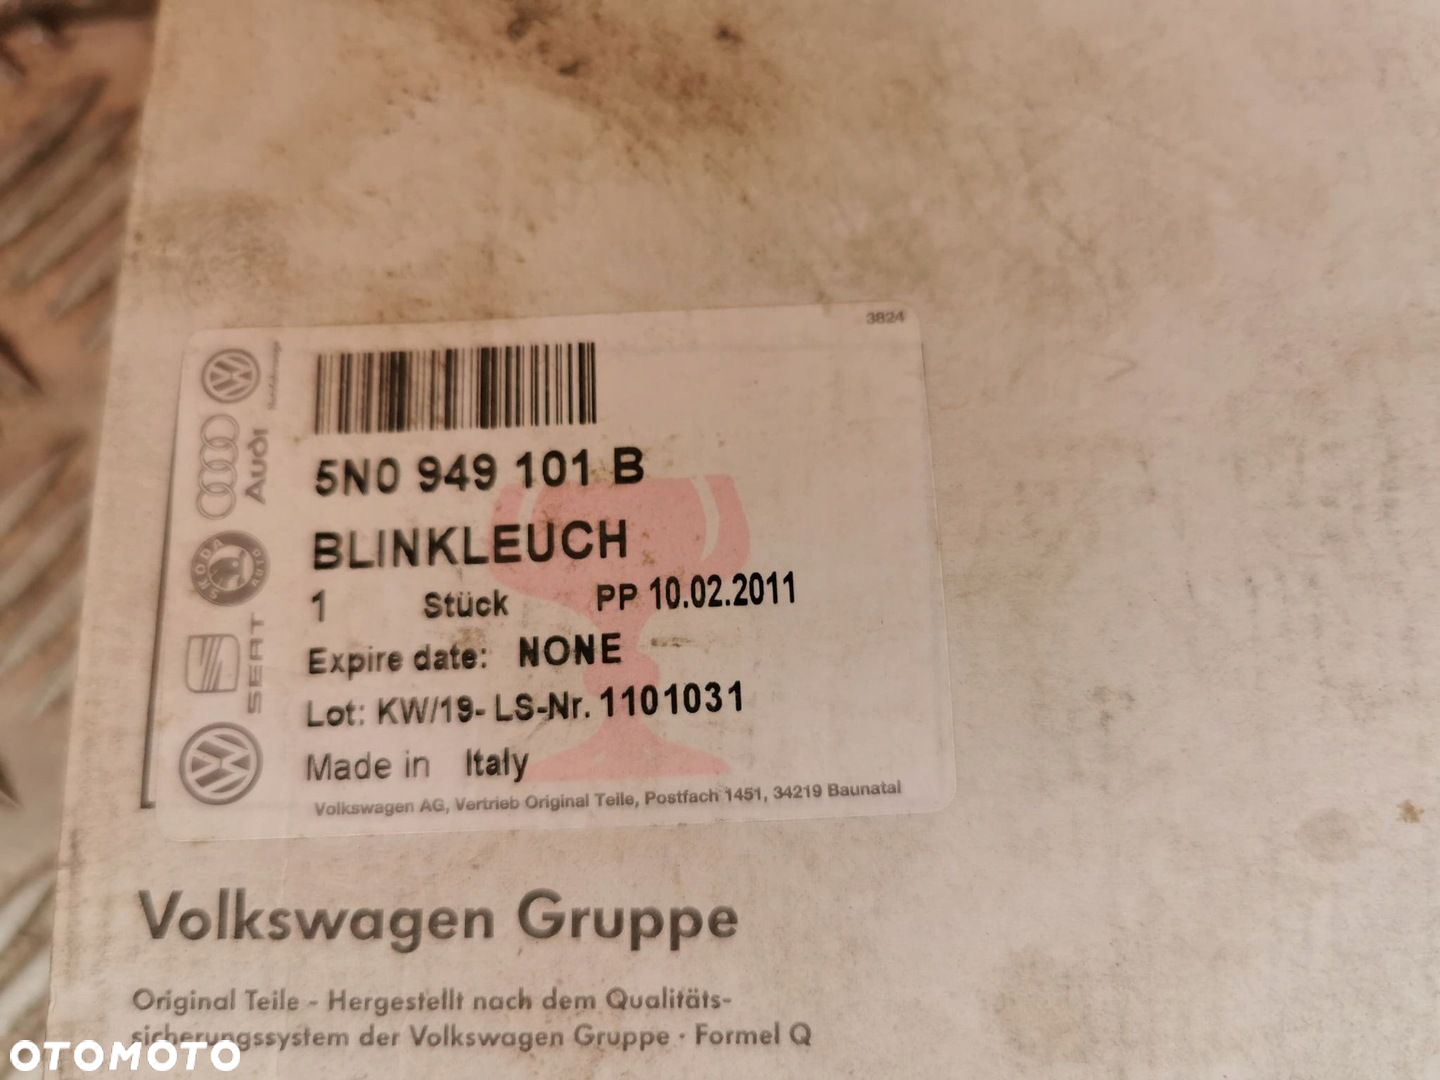 3824
Audi
ŠKODA
AUTO
SEAT
5N0 949 101 B
BLINKLEUCH
1 Stück PP 10.02.2011
Expire date: NONE
Lot: KW/19- LS-Nr. 1101031
Made in Italy
Volkswagen AG, Vertrieb Original Teile, Postfach 1451, 34219 Baunatal
Volkswagen Gruppe
Original Teile - Hergestellt nach dem Qualitäts-
sicherungssystem der Volkswagen Gruppe · Formel Q
OTOMOTO